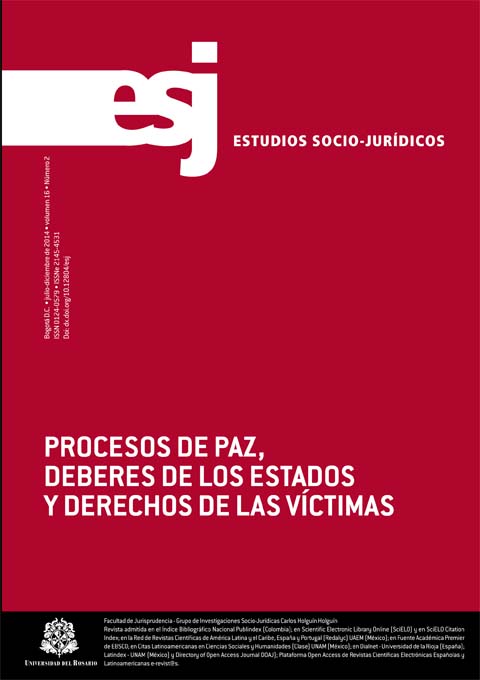 esj
ESTUDIOS SOCIO-JURÍDICOS
Bogotá D.C. • julio-diciembre de 2014 • volumen 16 • Número 2
ISSN 0124-0579 • ISSNe 2145-4531
Doi: dx.doi.org/10.12804/esj
PROCESOS DE PAZ,
DEBERES DE LOS ESTADOS
Y DERECHOS DE LAS VÍCTIMAS
UNIVERSIDAD DEL ROSARIO
Facultad de Jurisprudencia - Grupo de Investigaciones Socio-Jurídicas Carlos Holguín Holguín
Revista admitida en el Índice Bibliográfico Nacional Publindex (Colombia); en Scientific Electronic Library Online (SciELO) y en SciELO Citation
Index; en la Red de Revistas Científicas de América Latina y el Caribe, España y Portugal (Redalyc) UAEM (México); en Fuente Académica Premier
de EBSCO, en Citas Latinoamericanas en Ciencias Sociales y Humanidades (Clase) UNAM (México), en Dialnet - Universidad de la Rioja (España);
Latindex - UNAM (México) y Directory of Open Access Journal DOAJ); Plataforma Open Access de Revistas Científicas Electrónicas Españolas y
Latinoamericanas e-revist@s.